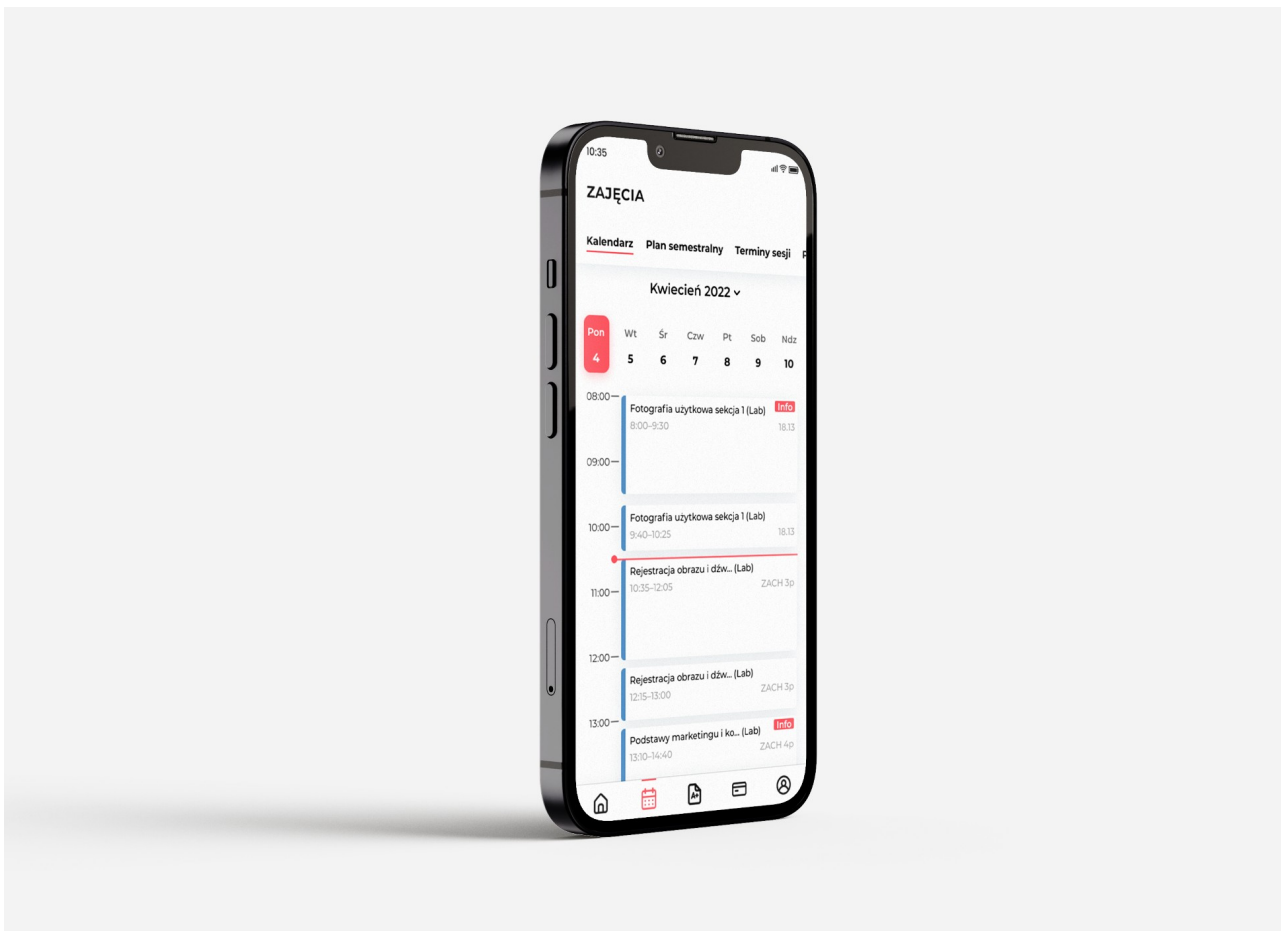 10:35
ZAJĘCIA
Kalendarz Plan semestralny Terminy sesji
Kwiecień 2022
Pon Wt Śr Czw Pt Sob Ndz
4 5 6 7 8 9 10
08:00
Fotografia użytkowa sekcja 1 (Lab) Info
8:00–9:30 18.13
09:00
Fotografia użytkowa sekcja 1 (Lab)
10:00
9:40–10:25 18.13
Rejestracja obrazu i dźw... (Lab)
10:35–12:05 ZACH 3p
11:00
12:00
Rejestracja obrazu i dźw... (Lab)
12:15–13:00 ZACH 3p
13:00
Podstawy marketingu i ko... (Lab) Info
13:10–14:40 ZACH 4p
A+